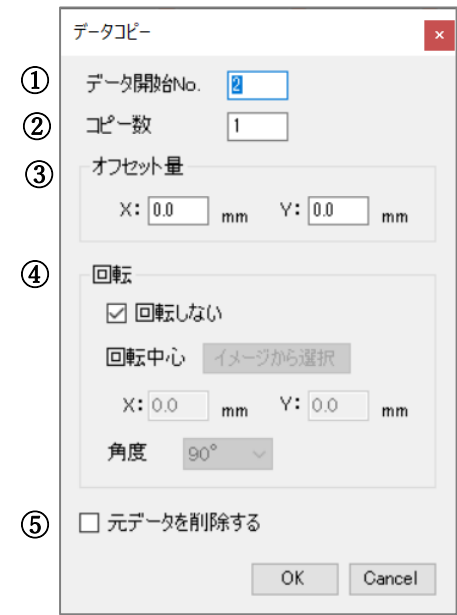 データコピー
① データ開始No. 2
② コピー数 1
③ オフセット量
X: 0.0 mm Y: 0.0 mm
④ 回転
回転しない
回転中心 イメージから選択
X: 0.0 mm Y: 0.0 mm
角度 90°
⑤ 元データを削除する
OK Cancel